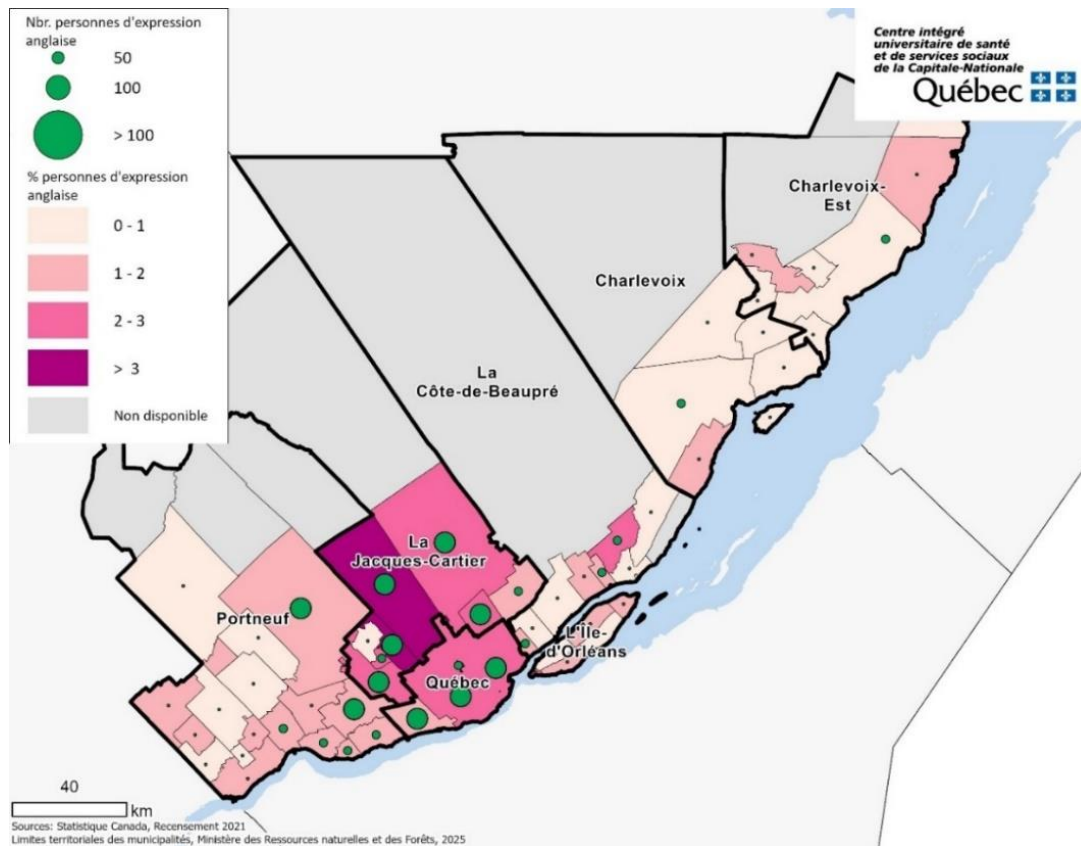 Nbr. personnes d'expression
anglaise
50
100
> 100
% personnes d'expression
anglaise
0 - 1
1 - 2
2 - 3
> 3
Non disponible
Centre intégré
universitaire de santé
et de services sociaux
de la Capitale-Nationale
Québec
Charlevoix-
Est
Charlevoix
La
Côte-de-Beaupré
La
Jacques-Cartier
Portneuf
L'Île-
d'Orléans
Québec
40
km
Sources: Statistique Canada, Recensement 2021
Limites territoriales des municipalités, Ministère des Ressources naturelles et des Forêts, 2025